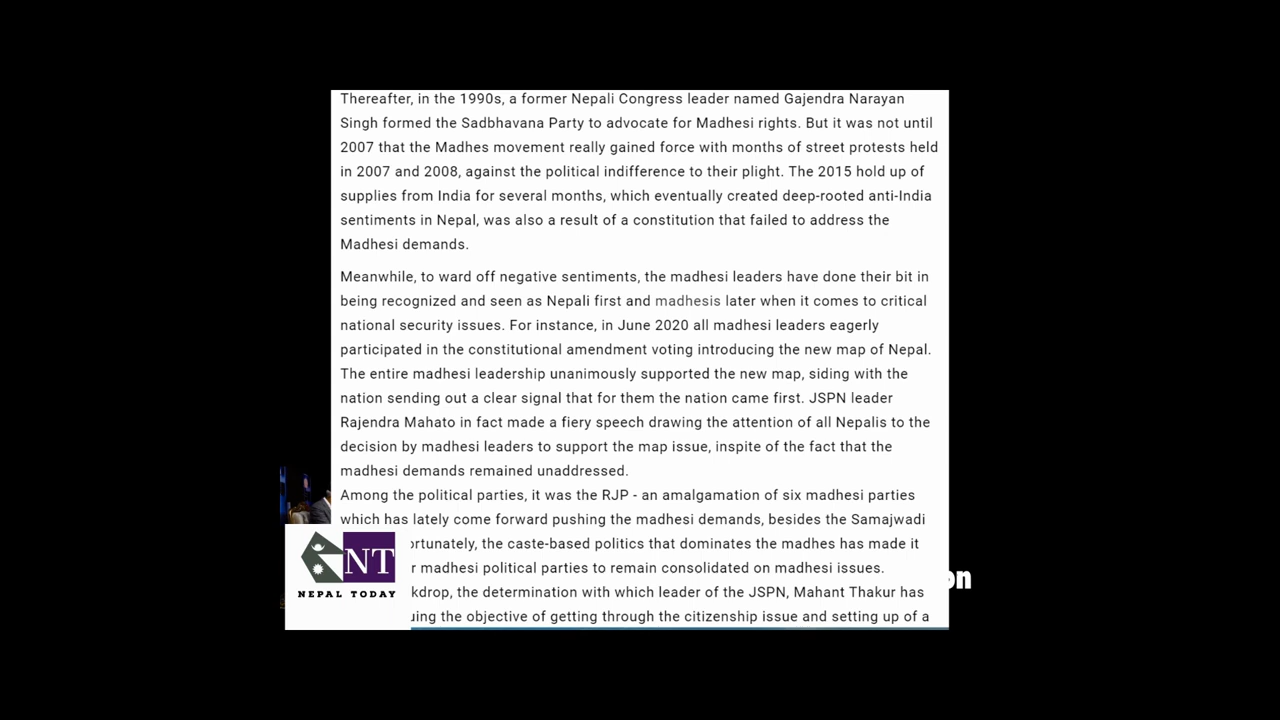 Thereafter, in the 1990s, a former Nepali Congress leader named Gajendra Narayan
Singh formed the Sadbhavana Party to advocate for Madhesi rights. But it was not until
2007 that the Madhes movement really gained force with months of street protests held
in 2007 and 2008, against the political indifference to their plight. The 2015 hold up of
supplies from India for several months, which eventually created deep-rooted anti-India
sentiments in Nepal, was also a result of a constitution that failed to address the
Madhesi demands.
Meanwhile, to ward off negative sentiments, the madhesi leaders have done their bit in
being recognized and seen as Nepali first and madhesis later when it comes to critical
national security issues. For instance, in June 2020 all madhesi leaders eagerly
participated in the constitutional amendment voting introducing the new map of Nepal.
The entire madhesi leadership unanimously supported the new map, siding with the
nation sending out a clear signal that for them the nation came first. JSPN leader
Rajendra Mahato in fact made a fiery speech drawing the attention of all Nepalis to the
decision by madhesi leaders to support the map issue, inspite of the fact that the
madhesi demands remained unaddressed.
Among the political parties, it was the RJP - an amalgamation of six madhesi parties
which has lately come forward pushing the madhesi demands, besides the Samajwadi
ortunately, the caste-based politics that dominates the madhes has made it
r madhesi political parties to remain consolidated on madhesi issues.
kdrop, the determination with which leader of the JSPN, Mahant Thakur has
uing the objective of getting through the citizenship issue and setting up of a
NT
NEPAL TODAY
on